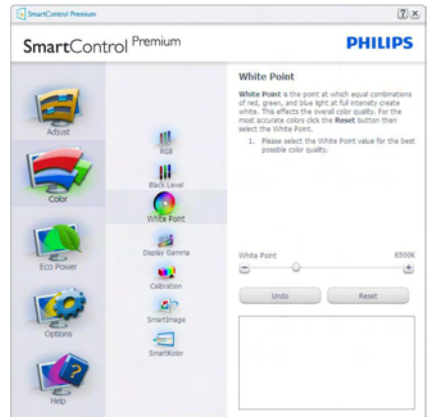 SmartControl Premium
SmartControl Premium
PHILIPS
Adjust
Color
Eco Power
Options
Help
RGB
Black Level
White Point
Display Gamma
Calibration
SmartImage
SmartKolor
White Point
White Point is the point at which equal combinations
of red, green, and blue light at full intensity create
white. This effects the overall color quality. For the
most accurate colors click the Reset button then
select the White Point.
1. Please select the White Point value for the best
possible color quality.
White Point 6500K
Undo Reset